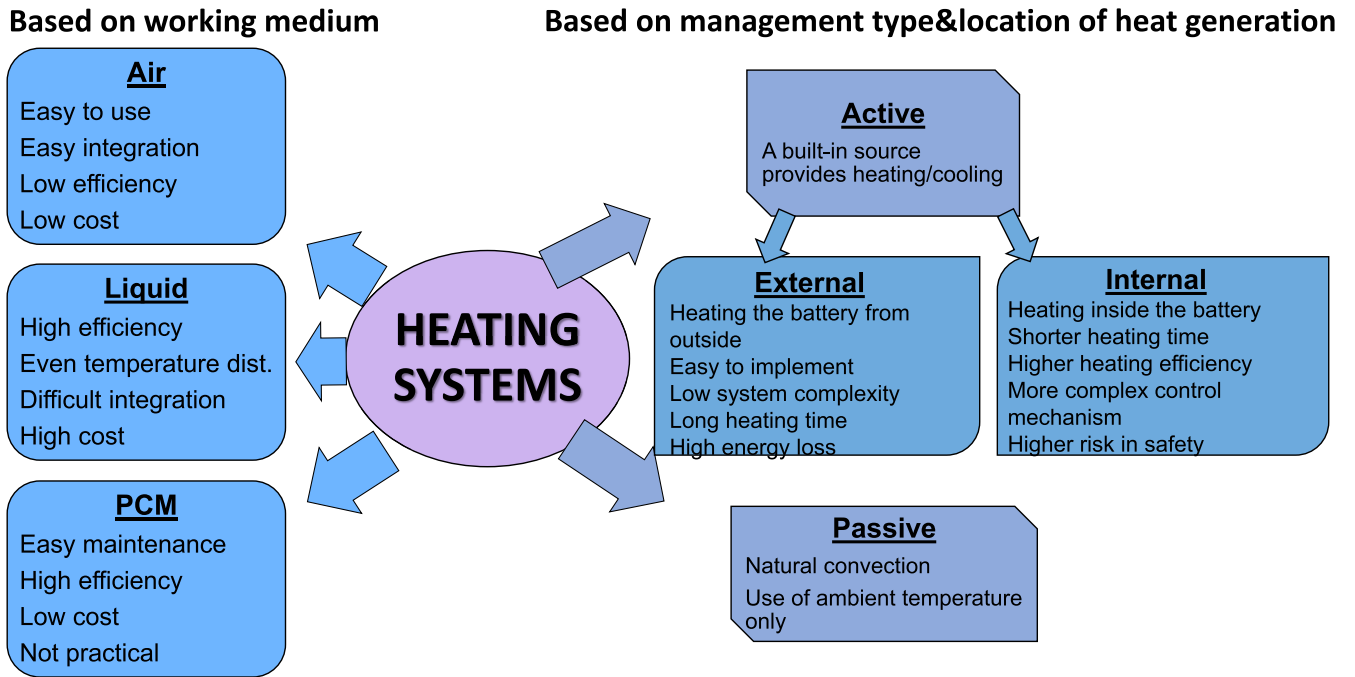 Based on working medium
Based on management type&location of heat generation
Air
Easy to use
Easy integration
Low efficiency
Low cost
Liquid
High efficiency
Even temperature dist.
Difficult integration
High cost
PCM
Easy maintenance
High efficiency
Low cost
Not practical
HEATING
SYSTEMS
Active
A built-in source
provides heating/cooling
External
Heating the battery from
outside
Easy to implement
Low system complexity
Long heating time
High energy loss
Internal
Heating inside the battery
Shorter heating time
Higher heating efficiency
More complex control
mechanism
Higher risk in safety
Passive
Natural convection
Use of ambient temperature
only